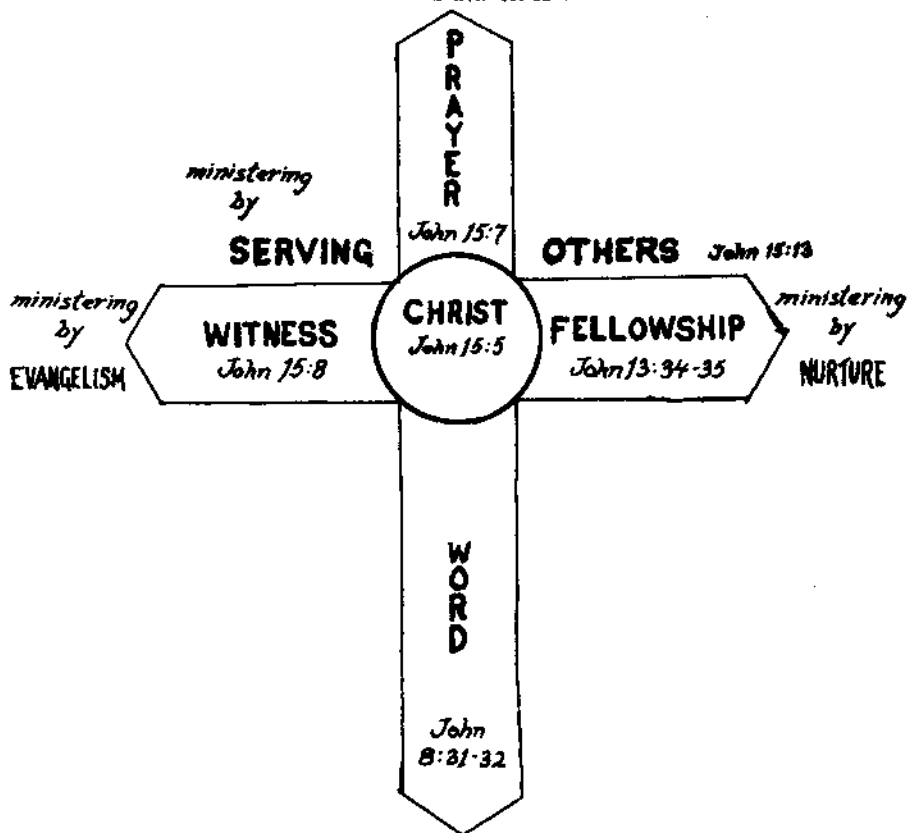 PRAYER
John 15:7
ministering
by
SERVING
OTHERS John 15:13
ministering
by
EVANGELISM
WITNESS
John 15:8
CHRIST
John 15:5
FELLOWSHIP
John 13:34-35
ministering
by
NURTURE
WORD
John
8:31-32